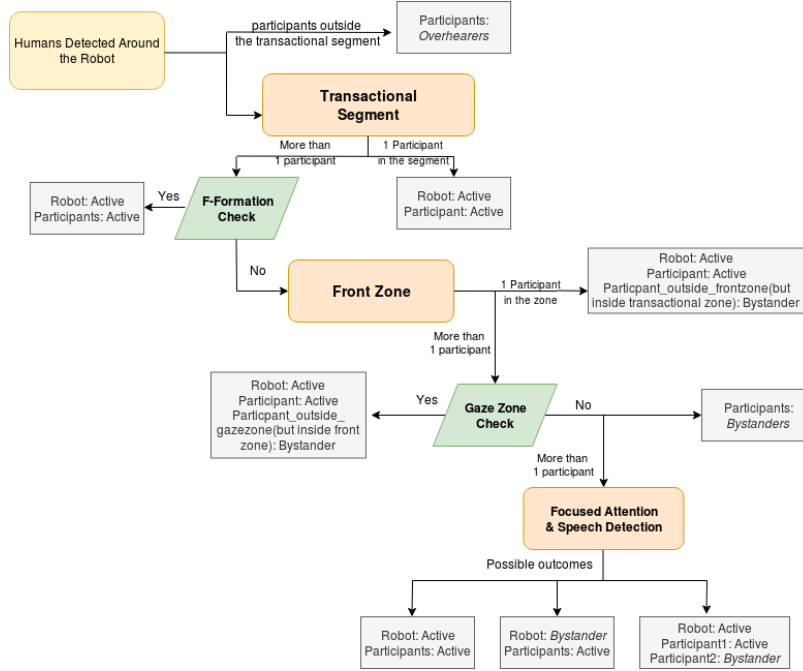 Humans Detected Around
the Robot
participants outside
the transactional segment
Participants:
Overhearers
Transactional
Segment
More than
1 participant
1 Participant
in the segment
Yes
Robot: Active
Participants: Active
F-Formation
Check
Robot: Active
Participant: Active
No
Front Zone
1 Participant
in the zone
Robot: Active
Participant: Active
Particpant_outside_frontzone(but
inside transactional zone): Bystander
More than
1 participant
Robot: Active
Participant: Active
Particpant_outside_
gazezone(but inside front
zone): Bystander
Yes
Gaze Zone
Check
No
Participants:
Bystanders
More than
1 participant
Focused Attention
& Speech Detection
Possible outcomes
Robot: Active
Participants: Active
Robot: Bystander
Participants: Active
Robot: Active
Participant1: Active
Participant2: Bystander